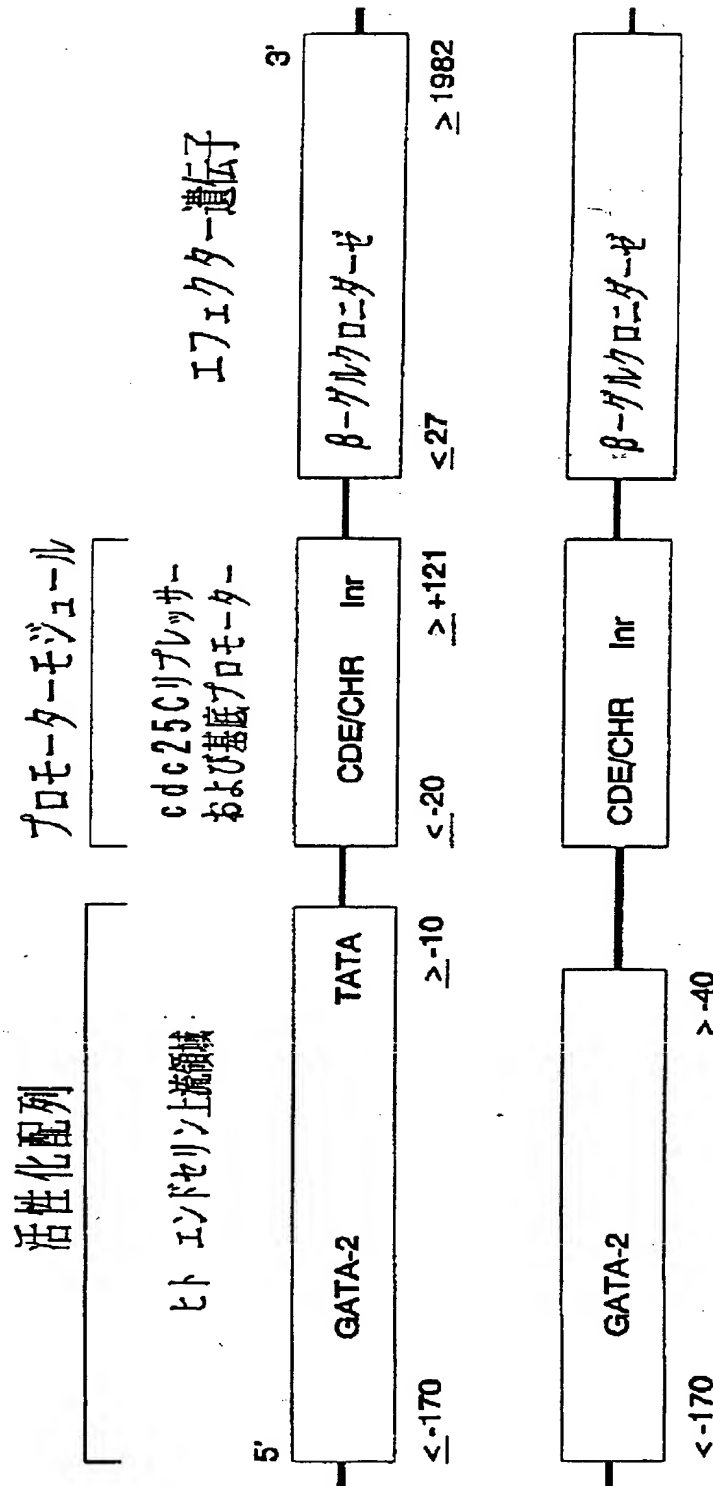 活性化配列
プロモーターモジュール
エフェクター遺伝子
ヒト エンドセリン上流領域
cdc25Cリプレッサー
および基底プロモーター
5'
3'
GATA-2 TATA
CDE/CHR Inr
β-グルクロニダーゼ
≤ -170
≥ -10
≤ -20
≥ +121
≤ 27
≥ 1982
GATA-2
CDE/CHR Inr
β-グルクロニダーゼ
< -170
> -40